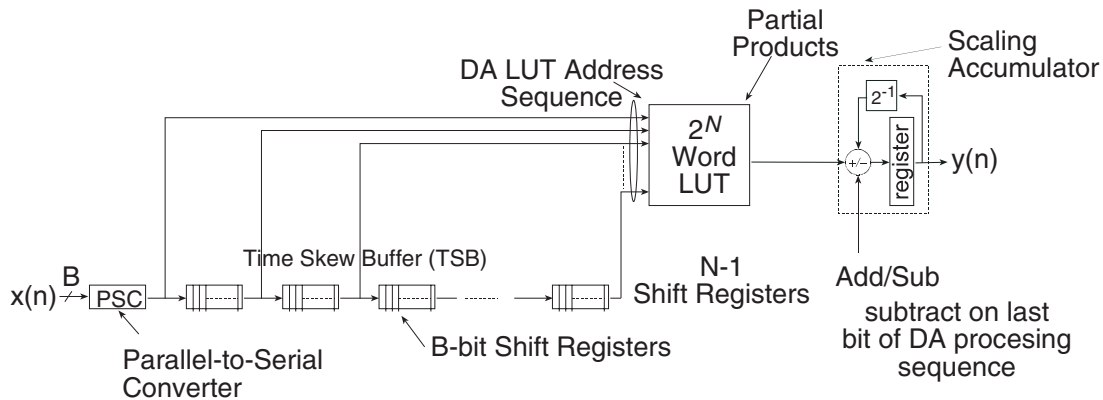 Partial
Products
Scaling
Accumulator
DA LUT Address
Sequence
2^-1
2^N
Word
LUT
+/-
register
y(n)
Time Skew Buffer (TSB)
N-1
Shift Registers
Add/Sub
subtract on last
bit of DA procesing
sequence
B
x(n)
PSC
B-bit Shift Registers
Parallel-to-Serial
Converter